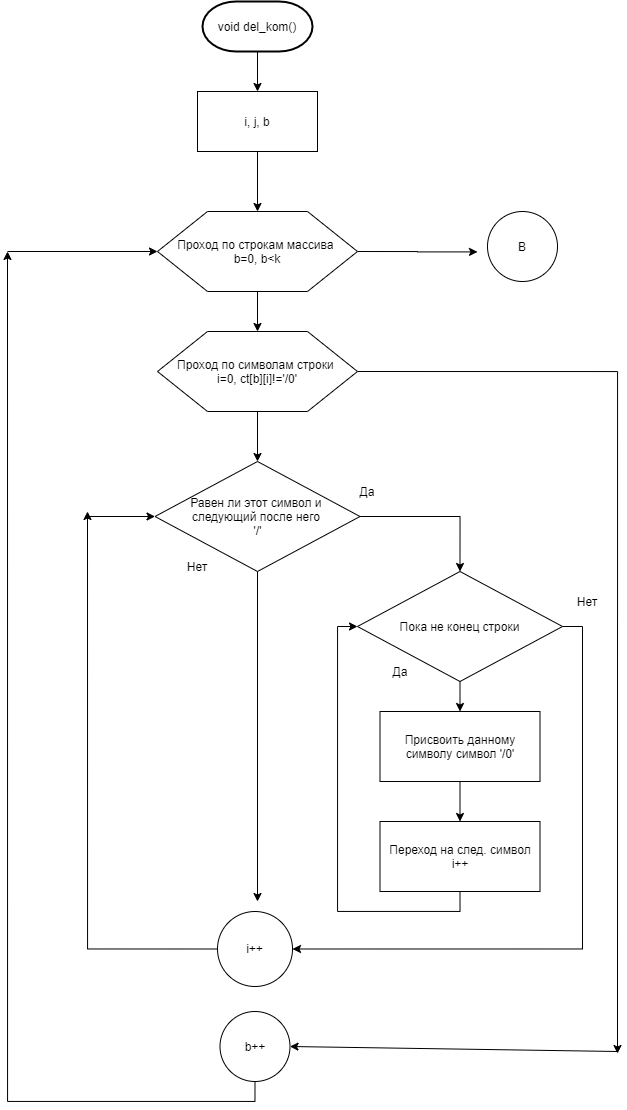 void del_kom()
i, j, b
Проход по строкам массива
b=0, b<k
B
Проход по символам строки
i=0, ct[b][i]!='/0'
Равен ли этот символ и
следующий после него
'/'
Да
Нет
Пока не конец строки
Нет
Да
Присвоить данному
символу символ '/0'
Переход на след. символ
i++
i++
b++